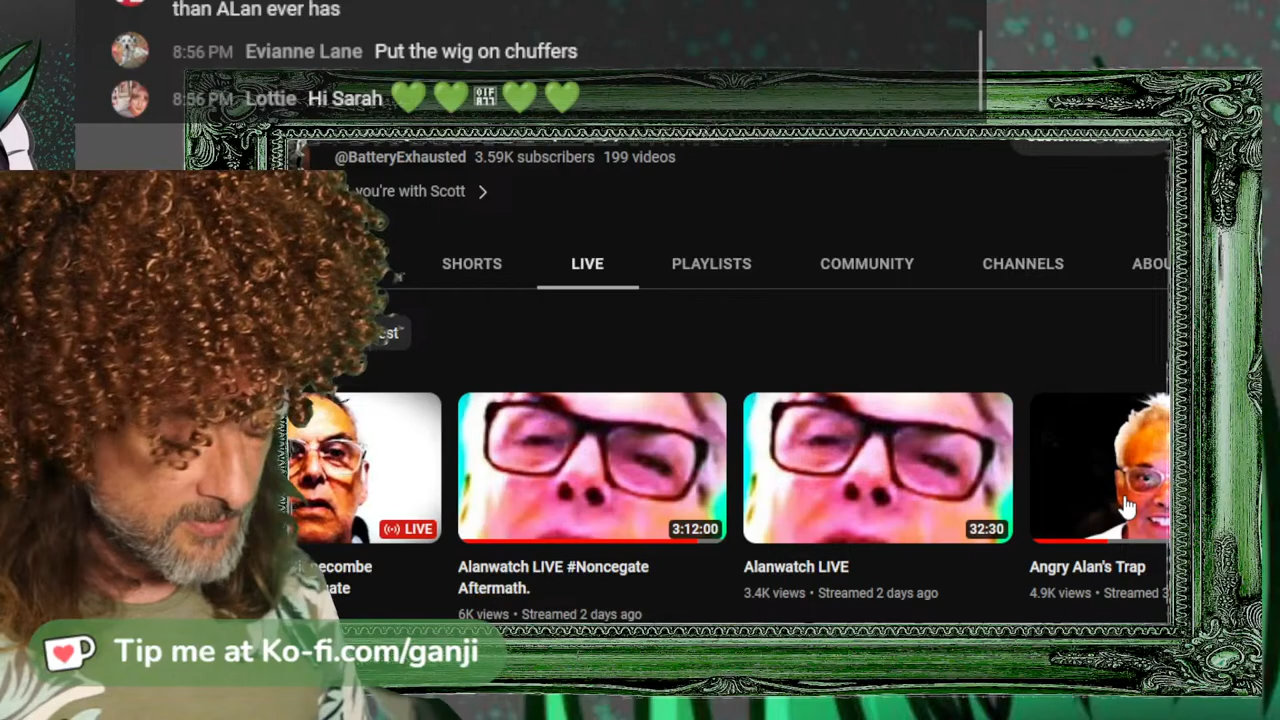 than ALan ever has
8:56 PM Evianne Lane Put the wig on chuffers
8:56 PM Lottie Hi Sarah
@BatteryExhausted 3.59K subscribers 199 videos
you're with Scott
SHORTS LIVE PLAYLISTS COMMUNITY CHANNELS ABOU
LIVE 3:12:00 32:30
Alanwatch LIVE #Noncegate Alanwatch LIVE Angry Alan's Trap
Aftermath. 3.4K views • Streamed 2 days ago 4.9K views • Streamed
6K views • Streamed 2 days ago
Tip me at Ko-fi.com/ganji